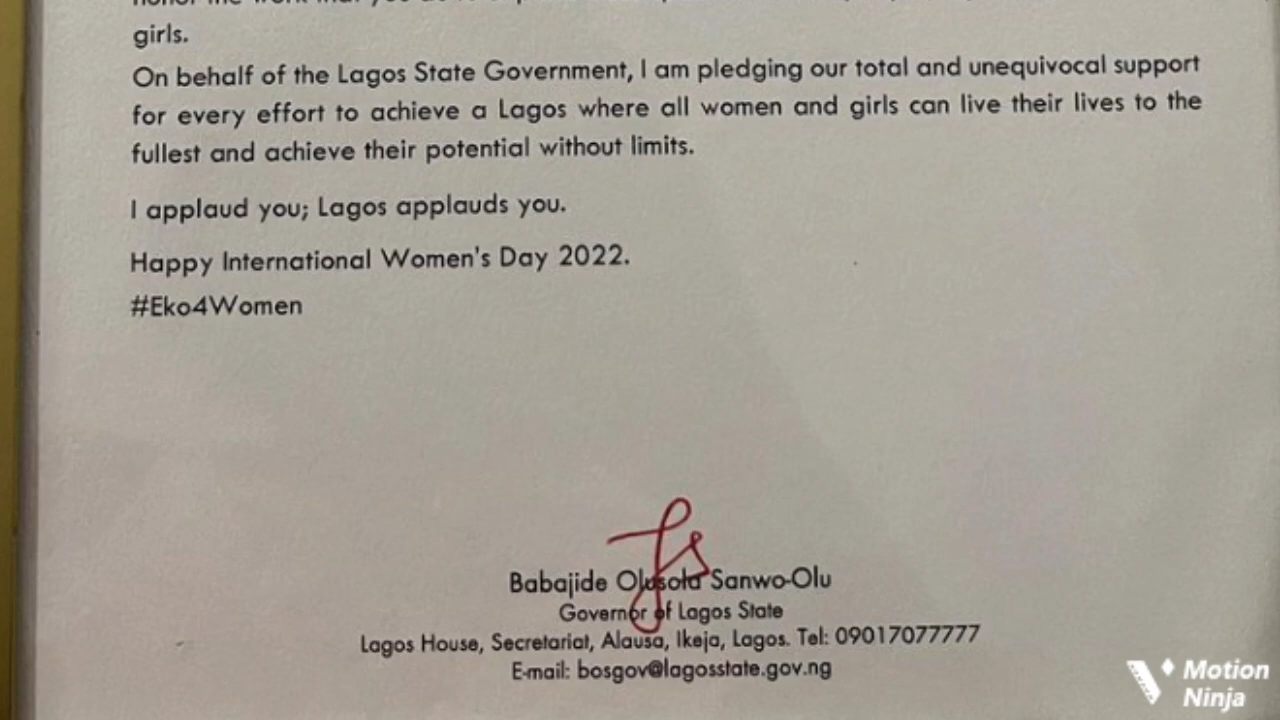 girls.
On behalf of the Lagos State Government, I am pledging our total and unequivocal support
for every effort to achieve a Lagos where all women and girls can live their lives to the
fullest and achieve their potential without limits.
I applaud you; Lagos applauds you.
Happy International Women's Day 2022.
#Eko4Women
Babajide Olusola Sanwo-Olu
Governor of Lagos State
Lagos House, Secretariat, Alausa, Ikeja, Lagos. Tel: 09017077777
E-mail: bosgov@lagosstate.gov.ng
Motion
Ninja